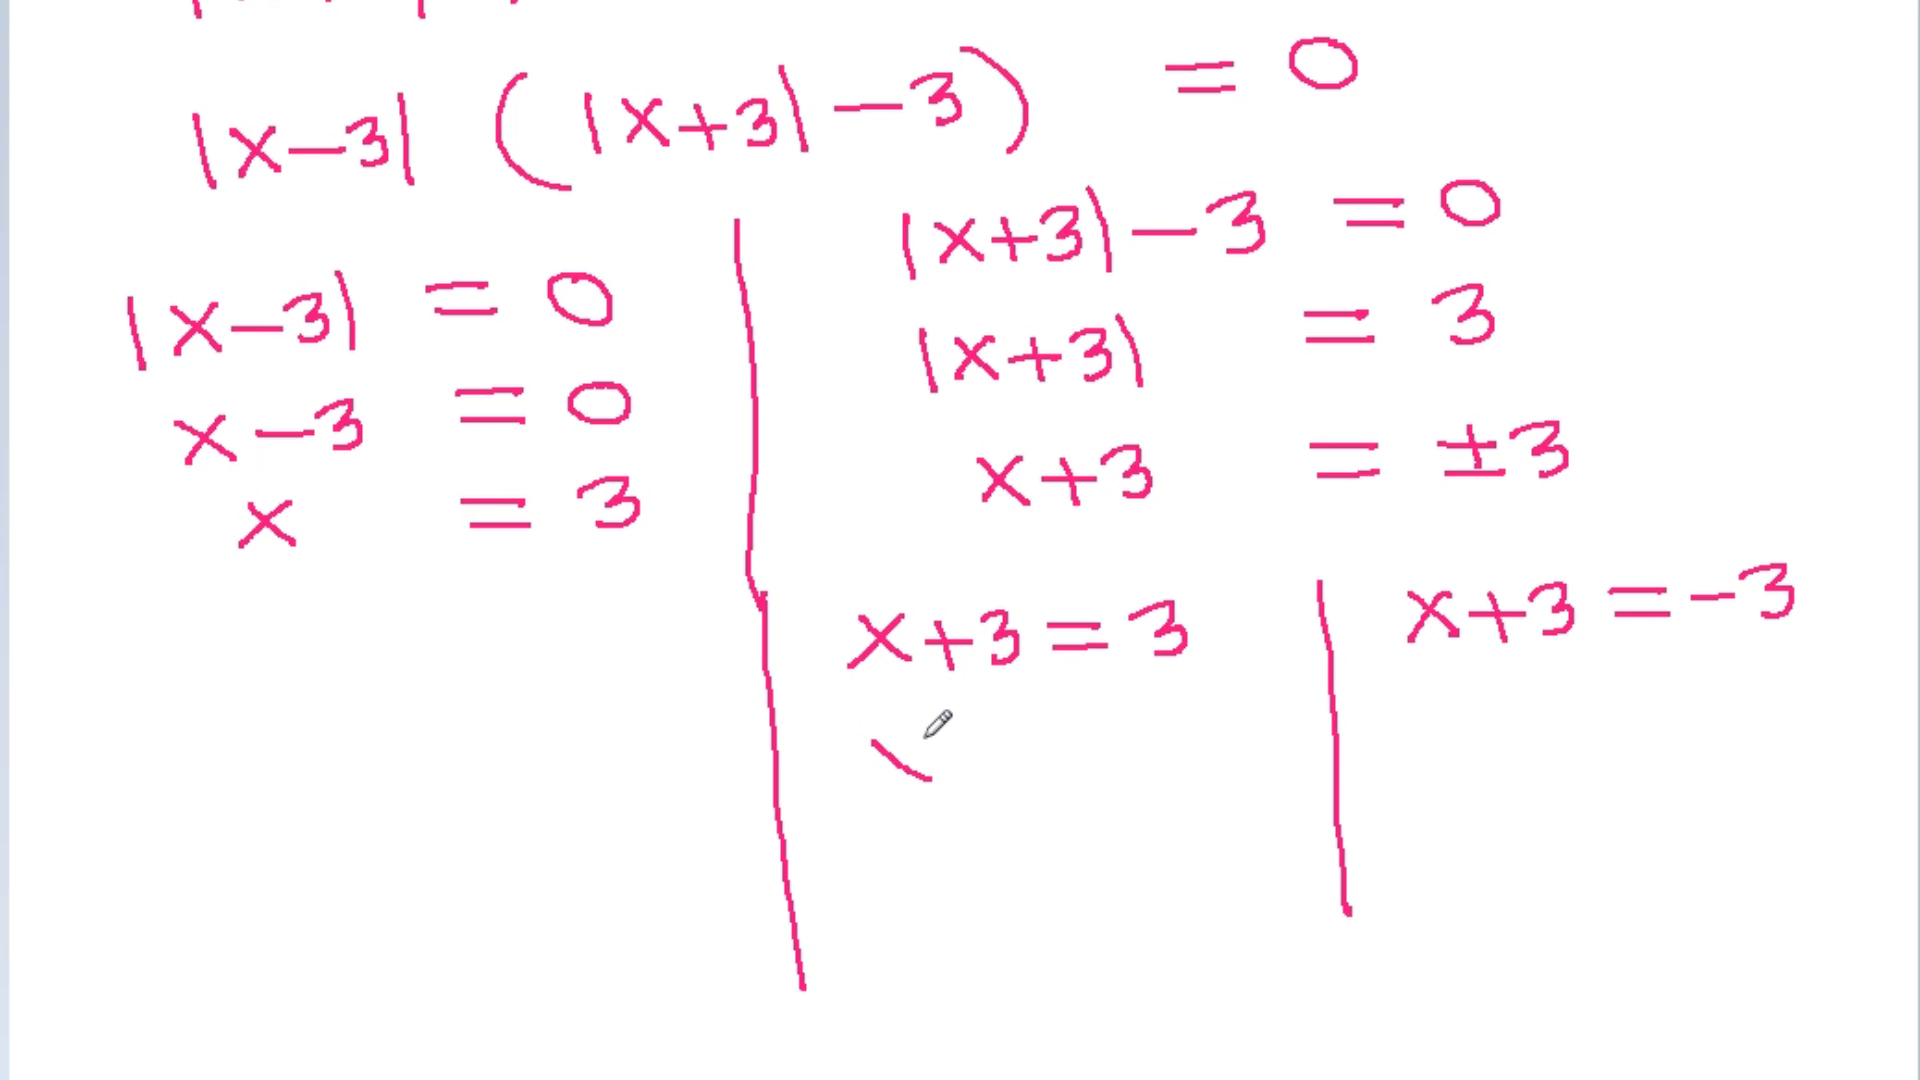 |x-3| (|x+3|-3) = 0
|x-3| = 0
x-3 = 0
x = 3
|x+3|-3 = 0
|x+3| = 3
x+3 = ±3
x+3=3
x+3=-3